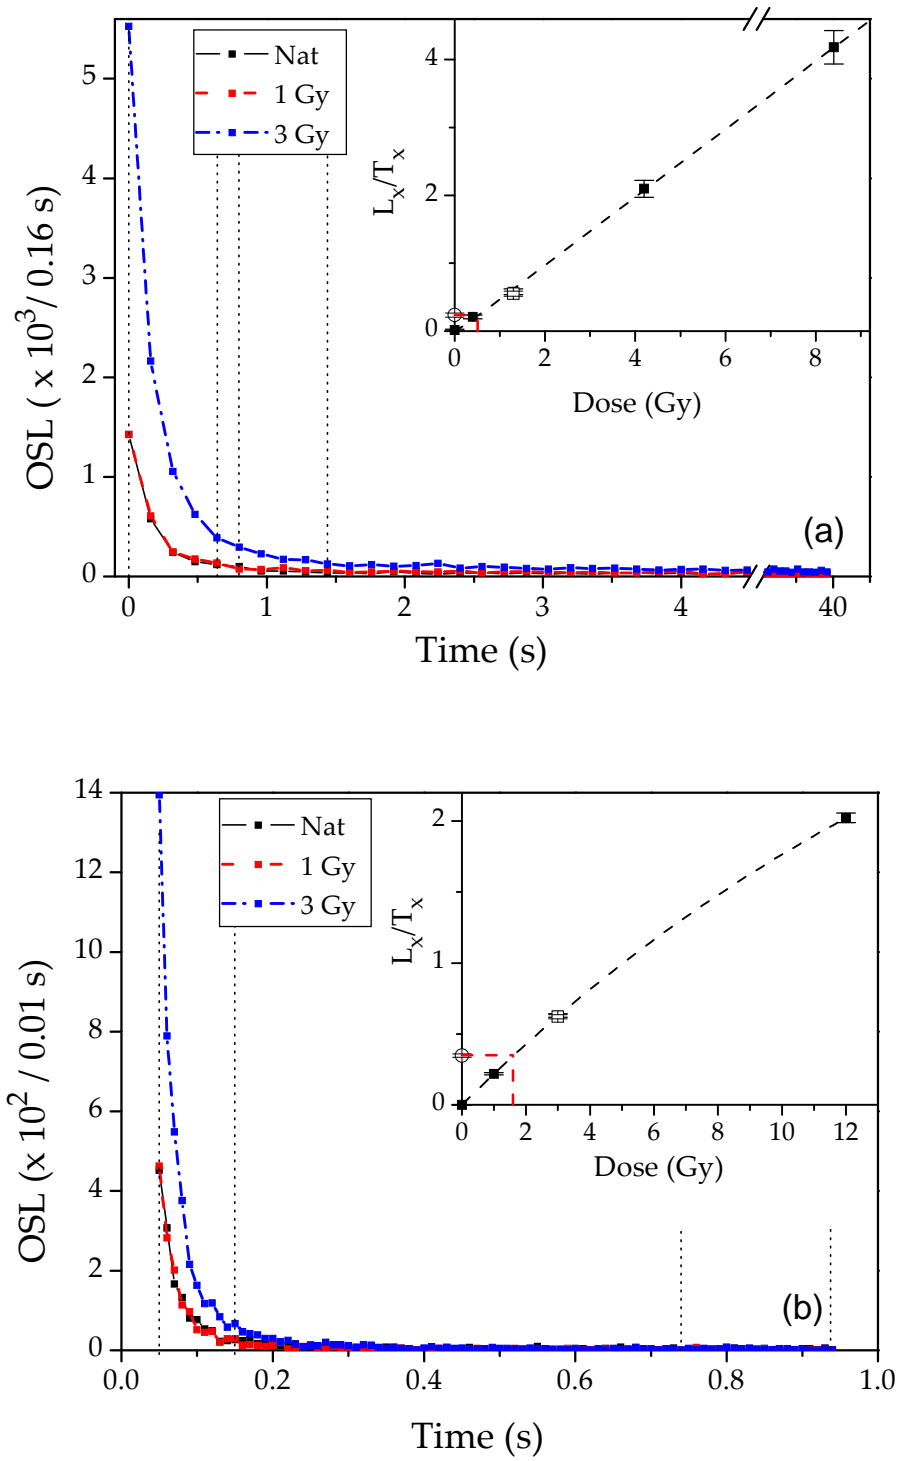 Nat
1 Gy
3 Gy
OSL ( x 10³/ 0.16 s)
5
4
3
2
1
0
0
1
2
3
4
40
Time (s)
(a)
Lₓ/Tₓ
4
2
0
0
2
4
6
8
Dose (Gy)
Nat
1 Gy
3 Gy
OSL (x 10² / 0.01 s)
14
12
10
8
6
4
2
0
0.0
0.2
0.4
0.6
0.8
1.0
Time (s)
(b)
Lₓ/Tₓ
2
1
0
0
2
4
6
8
10
12
Dose (Gy)